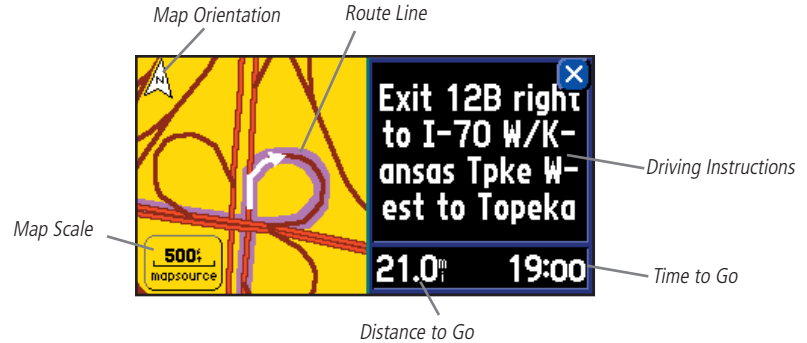 Map Orientation
Route Line
N
Exit 12B right
to I-70 W/K-
ansas Tpke W-
est to Topeka
Driving Instructions
Map Scale
500ft
mapsource
21.0mi
19:00
Time to Go
Distance to Go